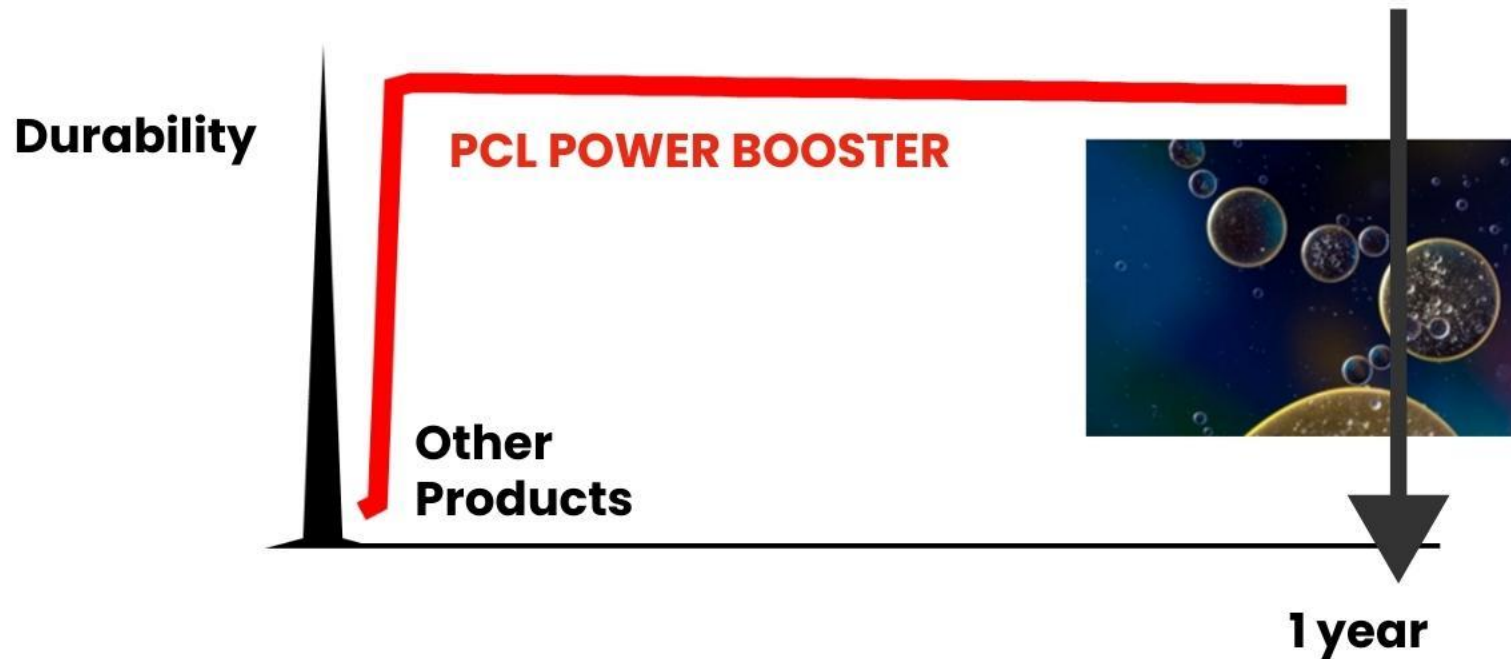 Durability
PCL POWER BOOSTER
Other
Products
1 year